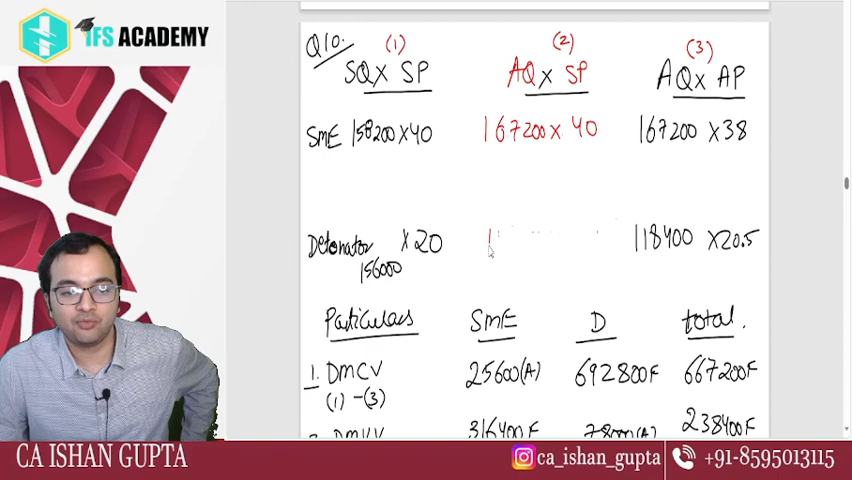 IFS ACADEMY
Q10.
(1) (2) (3)
SQ x SP AQ x SP AQ x AP
SME 158200 x 40 167200 x 40 167200 x 38
Detonator x 20 1 118400 x 20.5
156000
Particulars SME D total.
1. DMCV 25600(A) 692800F 667200F
(1) - (3)
316400F 78000(A) 238400F
CA ISHAN GUPTA ca_ishan_gupta +91-8595013115